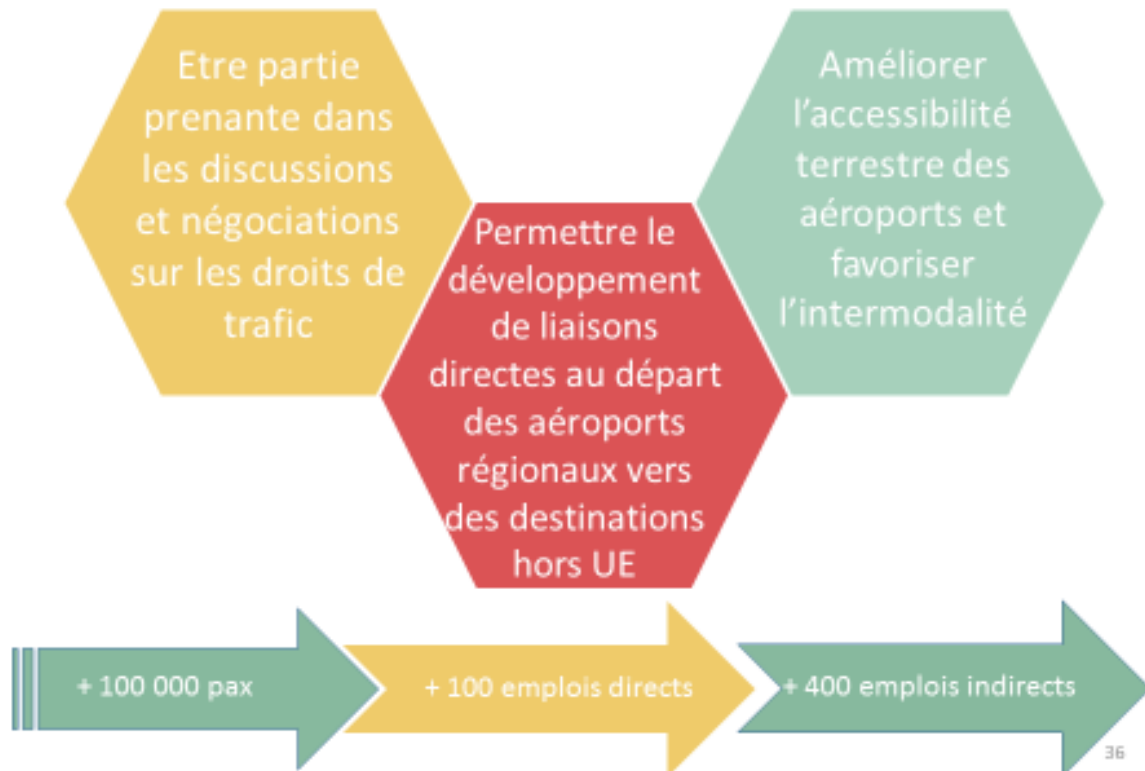 Etre partie
prenante dans
les discussions
et négociations
sur les droits de
trafic
Permettre le
développement
de liaisons
directes au départ
des aéroports
régionaux vers
des destinations
hors UE
Améliorer
l'accessibilité
terrestre des
aéroports et
favoriser
l'intermodalité
+ 100 000 pax
+ 100 emplois directs
+ 400 emplois indirects
36